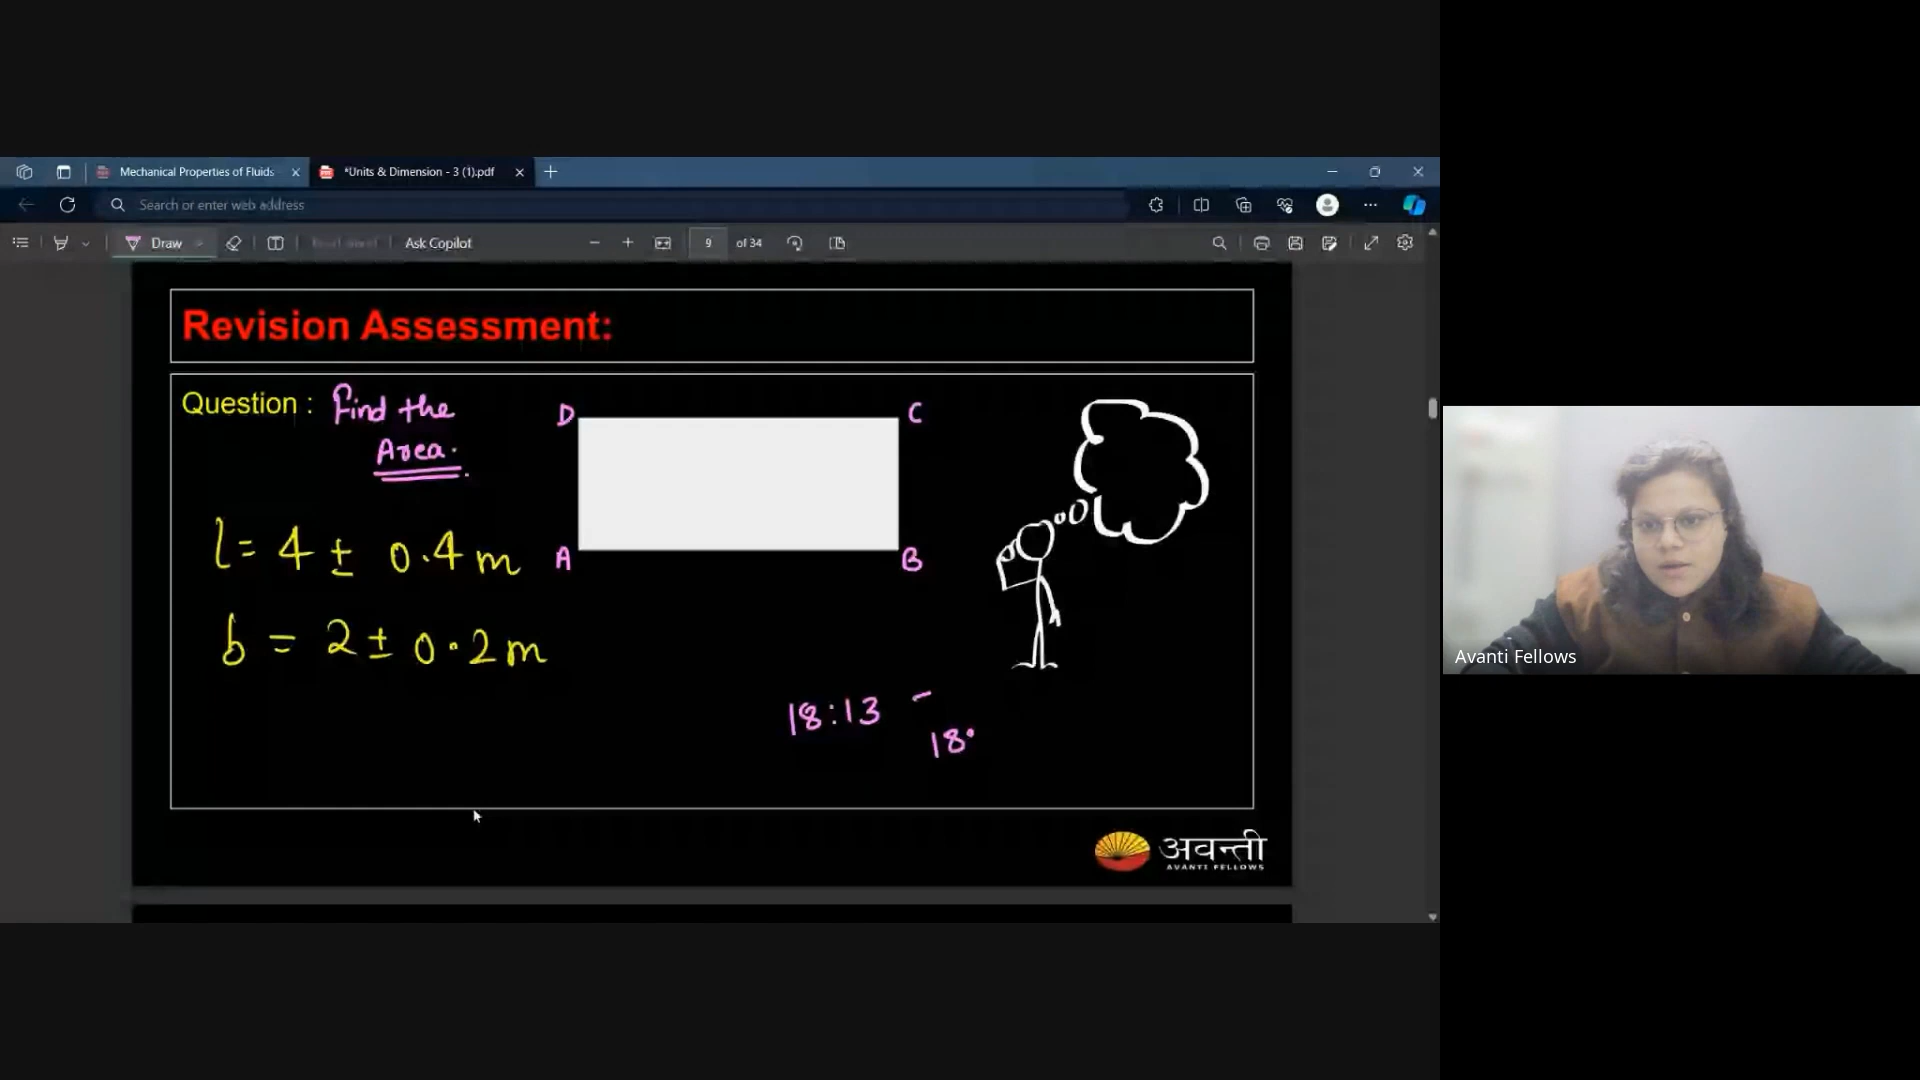 Mechanical Properties of Fluids
*Units & Dimension - 3 (1).pdf
Search or enter web address
Draw
Ask Copilot
9 of 34
Revision Assessment:
Question : Find the
Area.
D
C
l = 4 ± 0.4 m
A
B
b = 2 ± 0.2 m
18:13 -
18.
अवन्ती
AVANTI FELLOWS
Avanti Fellows